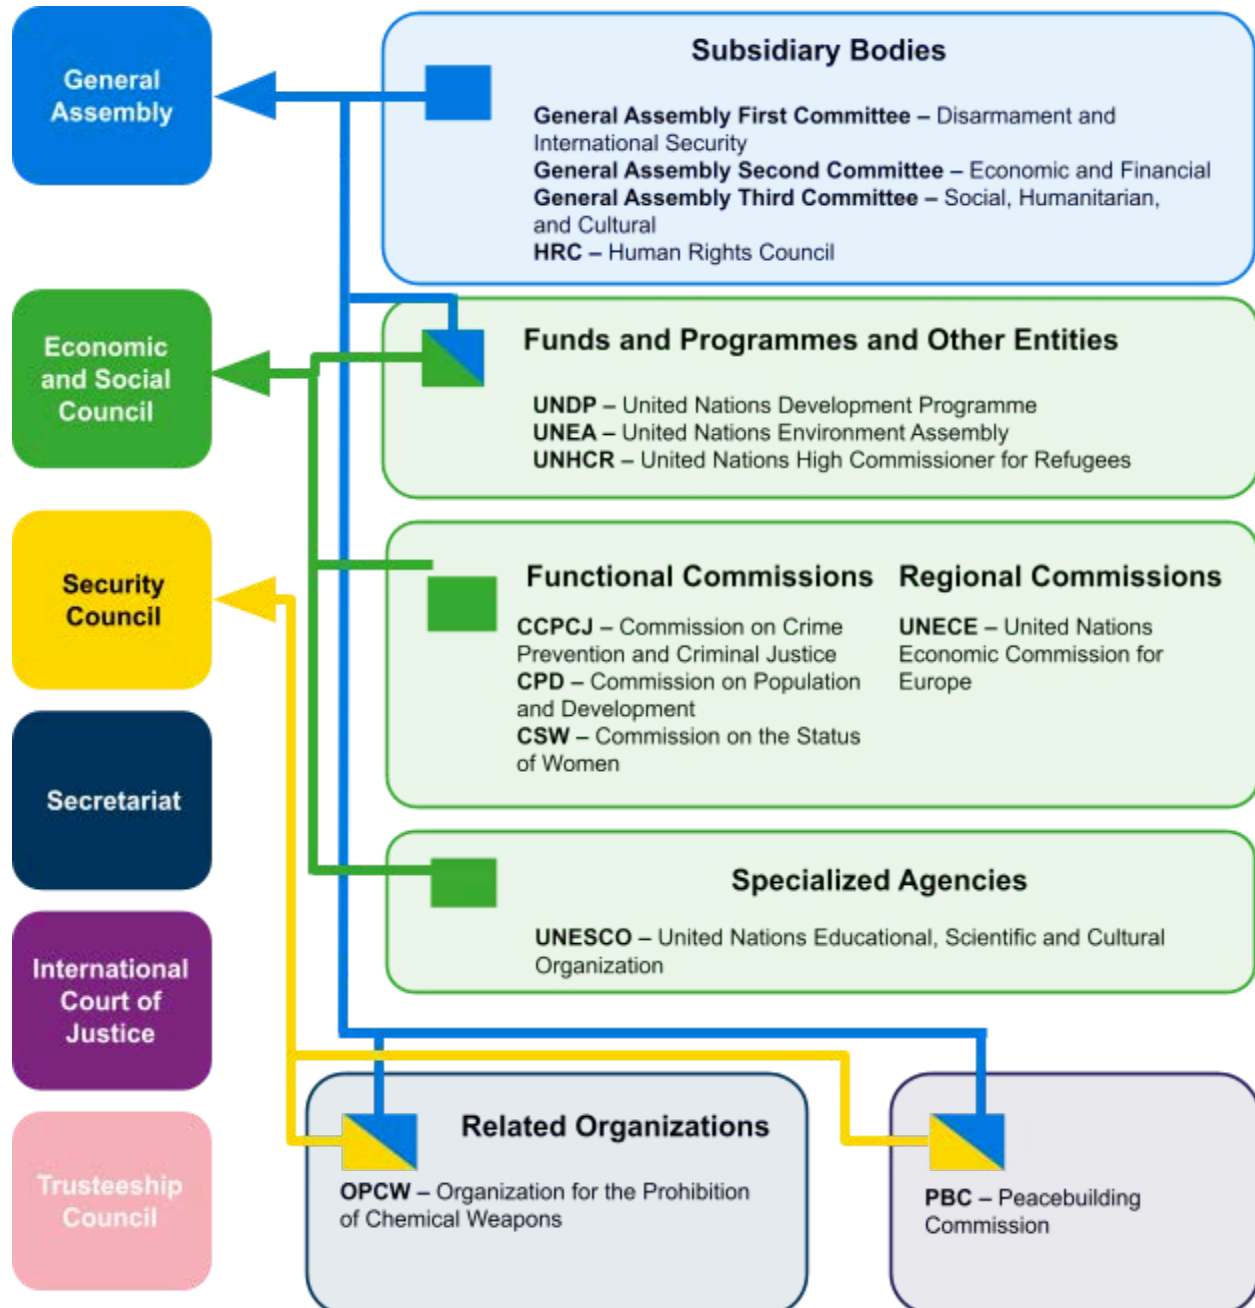 General
Assembly
Subsidiary Bodies
General Assembly First Committee – Disarmament and
International Security
General Assembly Second Committee – Economic and Financial
General Assembly Third Committee – Social, Humanitarian,
and Cultural
HRC – Human Rights Council
Economic
and Social
Council
Funds and Programmes and Other Entities
UNDP – United Nations Development Programme
UNEA – United Nations Environment Assembly
UNHCR – United Nations High Commissioner for Refugees
Security
Council
Functional Commissions
CCPCJ – Commission on Crime
Prevention and Criminal Justice
CPD – Commission on Population
and Development
CSW – Commission on the Status
of Women
Regional Commissions
UNECE – United Nations
Economic Commission for
Europe
Secretariat
Specialized Agencies
UNESCO – United Nations Educational, Scientific and Cultural
Organization
International
Court of
Justice
Trusteeship
Council
Related Organizations
OPCW – Organization for the Prohibition
of Chemical Weapons
PBC – Peacebuilding
Commission